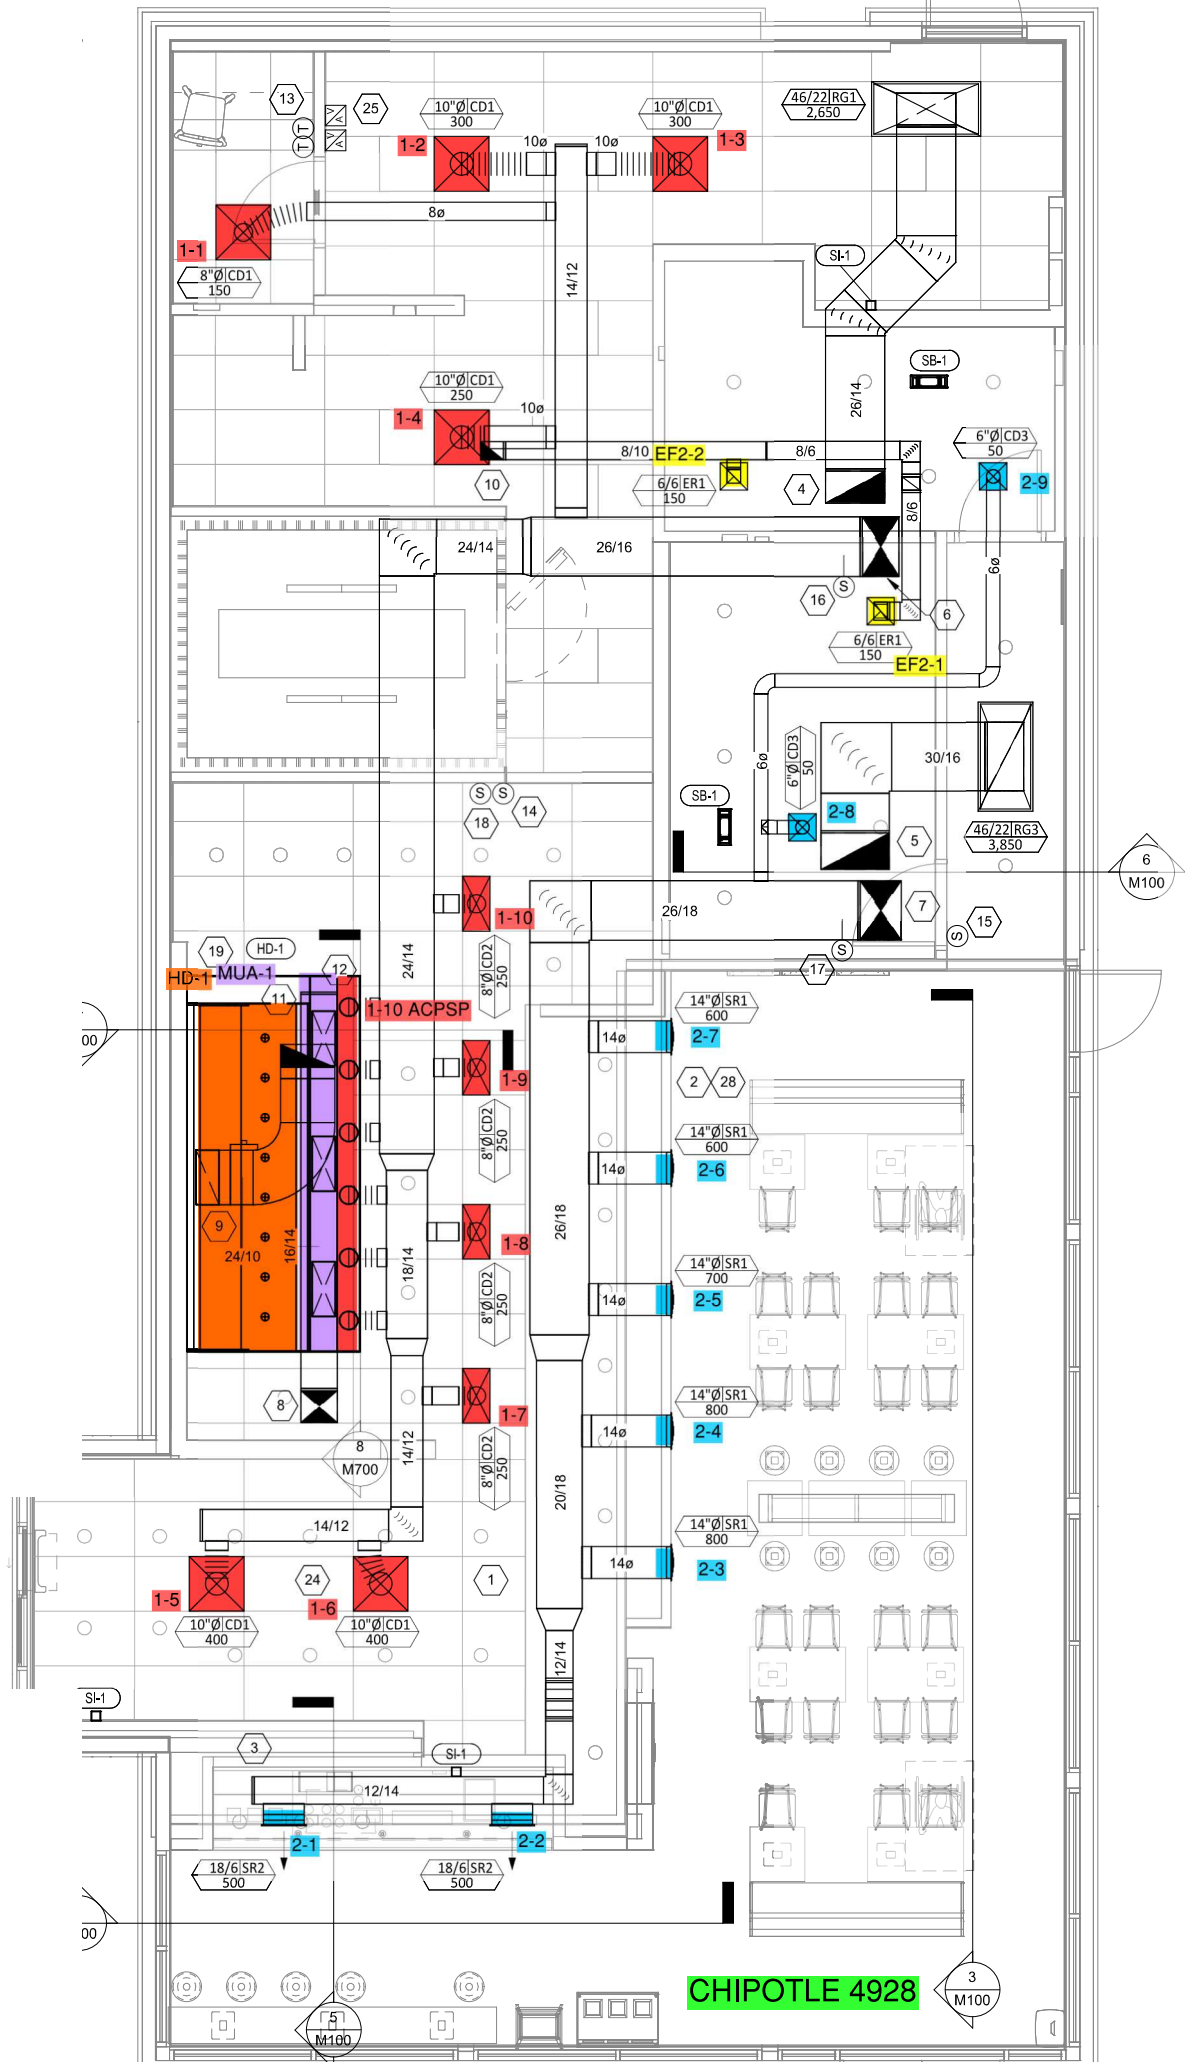 13
25
10"Ø CD1
300
10"Ø CD1
300
46/22 RG1
2,650
T
T
V
A
V
A
1-2
10ø
10ø
1-3
8ø
1-1
8"Ø CD1
150
14/12
SI-1
SB-1
10"Ø CD1
250
1-4
10ø
26/14
8/10
EF2-2
8/6
6"Ø CD3
50
10
6/6 ER1
150
4
2-9
8/6
24/14
26/16
6ø
16
S
6
6/6 ER1
150
EF2-1
6ø
6"Ø CD3
50
30/16
SB-1
2-8
S
S
18
14
5
46/22 RG3
3,850
6
M100
1-10
26/18
7
S
15
S
17
8"Ø CD2
250
24/14
19
HD-1
12
HD-1
MUA-1
11
1-10 ACPSP
14"Ø SR1
600
14ø
2-7
00
1-9
2
28
8"Ø CD2
250
14"Ø SR1
600
14ø
2-6
9
24/10
16/14
18/14
1-8
26/18
8"Ø CD2
250
14"Ø SR1
700
14ø
2-5
8
1-7
14"Ø SR1
800
14ø
2-4
8
M700
14/12
8"Ø CD2
250
20/18
14/12
14"Ø SR1
800
14ø
2-3
1-5
24
1-6
1
10"Ø CD1
400
10"Ø CD1
400
12/14
SI-1
3
SI-1
12/14
2-1
2-2
18/6 SR2
500
18/6 SR2
500
00
CHIPOTLE 4928
3
M100
5
M100